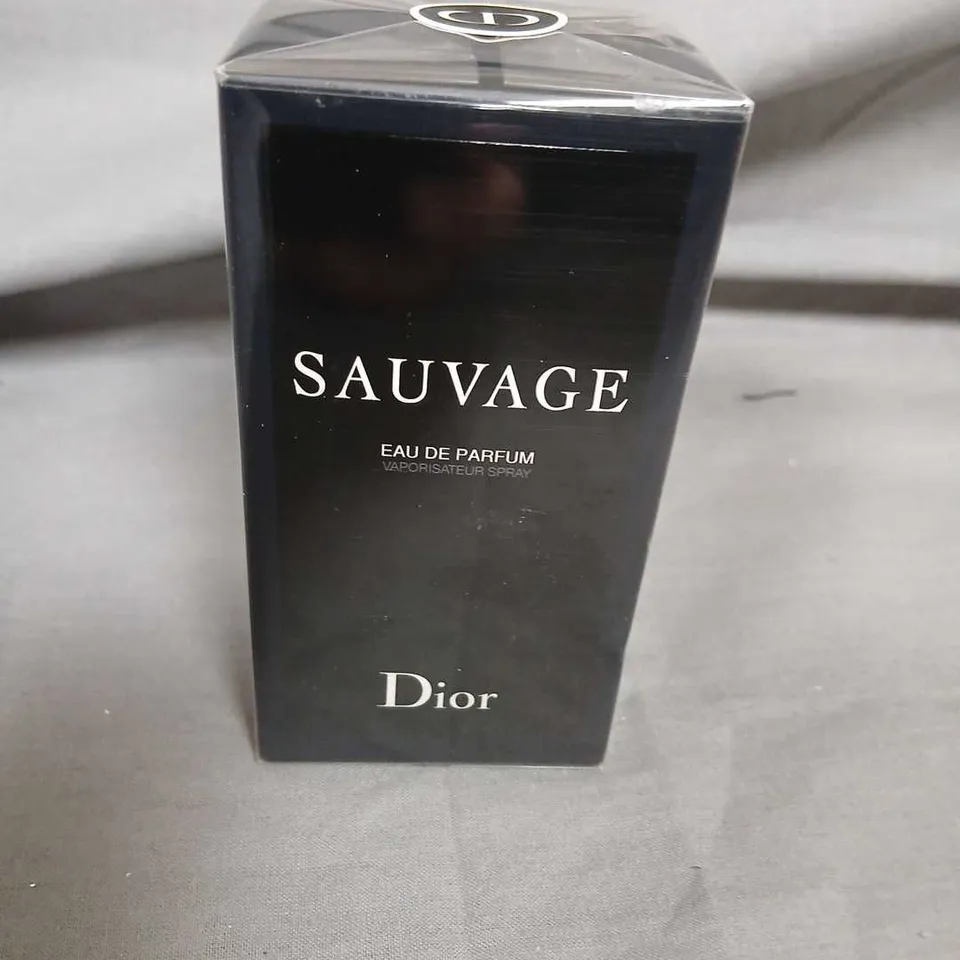 SAUVAGE
EAU DE PARFUM
VAPORISATEUR SPRAY
Dior